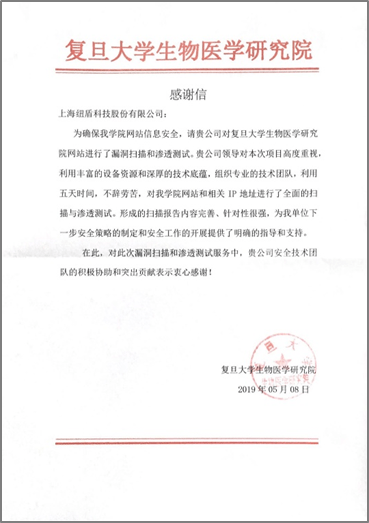 复旦大学生物医学研究院
感谢信
上海纽盾科技股份有限公司：
为确保我学院网站信息安全，请贵公司对复旦大学生物医学研究
院网站进行了漏洞扫描和渗透测试。贵公司领导对本次项目高度重视，
利用丰富的设备资源和深厚的技术底蕴，组织专业的技术团队，利用
五天时间，不辞劳苦，对我学院网站和相关 IP 地址进行了全面的扫
描与渗透测试。形成的扫描报告内容完善、针对性很强，为我单位下
一步安全策略的制定和安全工作的开展提供了明确的指导和支持。
在此，对此次漏洞扫描和渗透测试服务中，贵公司安全技术团
队的积极协助和突出贡献表示衷心感谢！
复旦大学生物医学研究院
2019 年 05 月 08 日